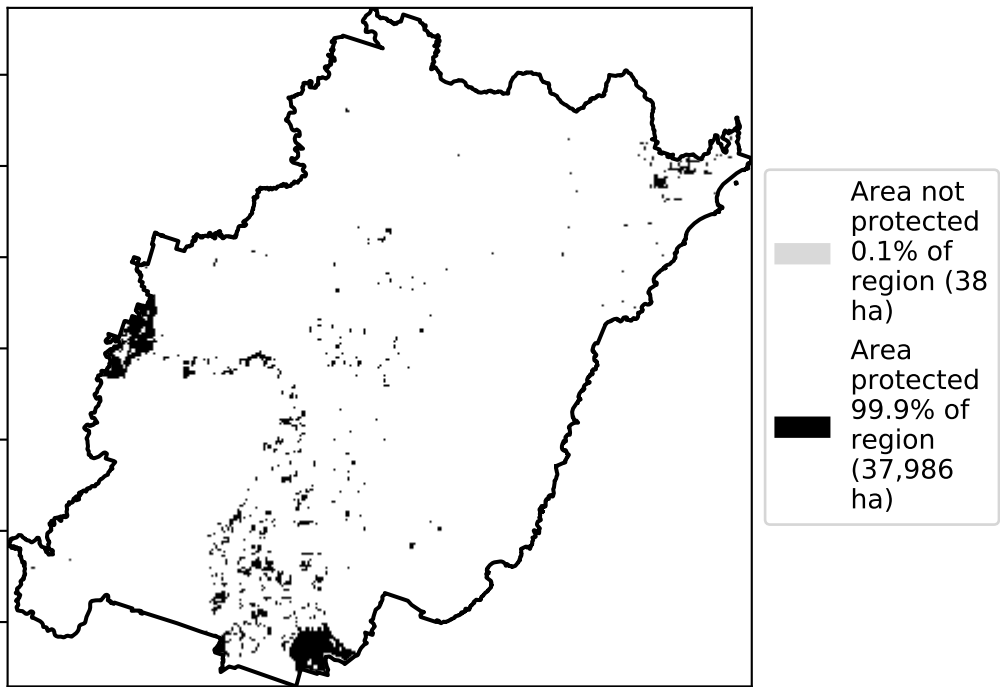 Area not
protected
0.1% of
region (38
ha)
Area
protected
99.9% of
region
(37,986
ha)